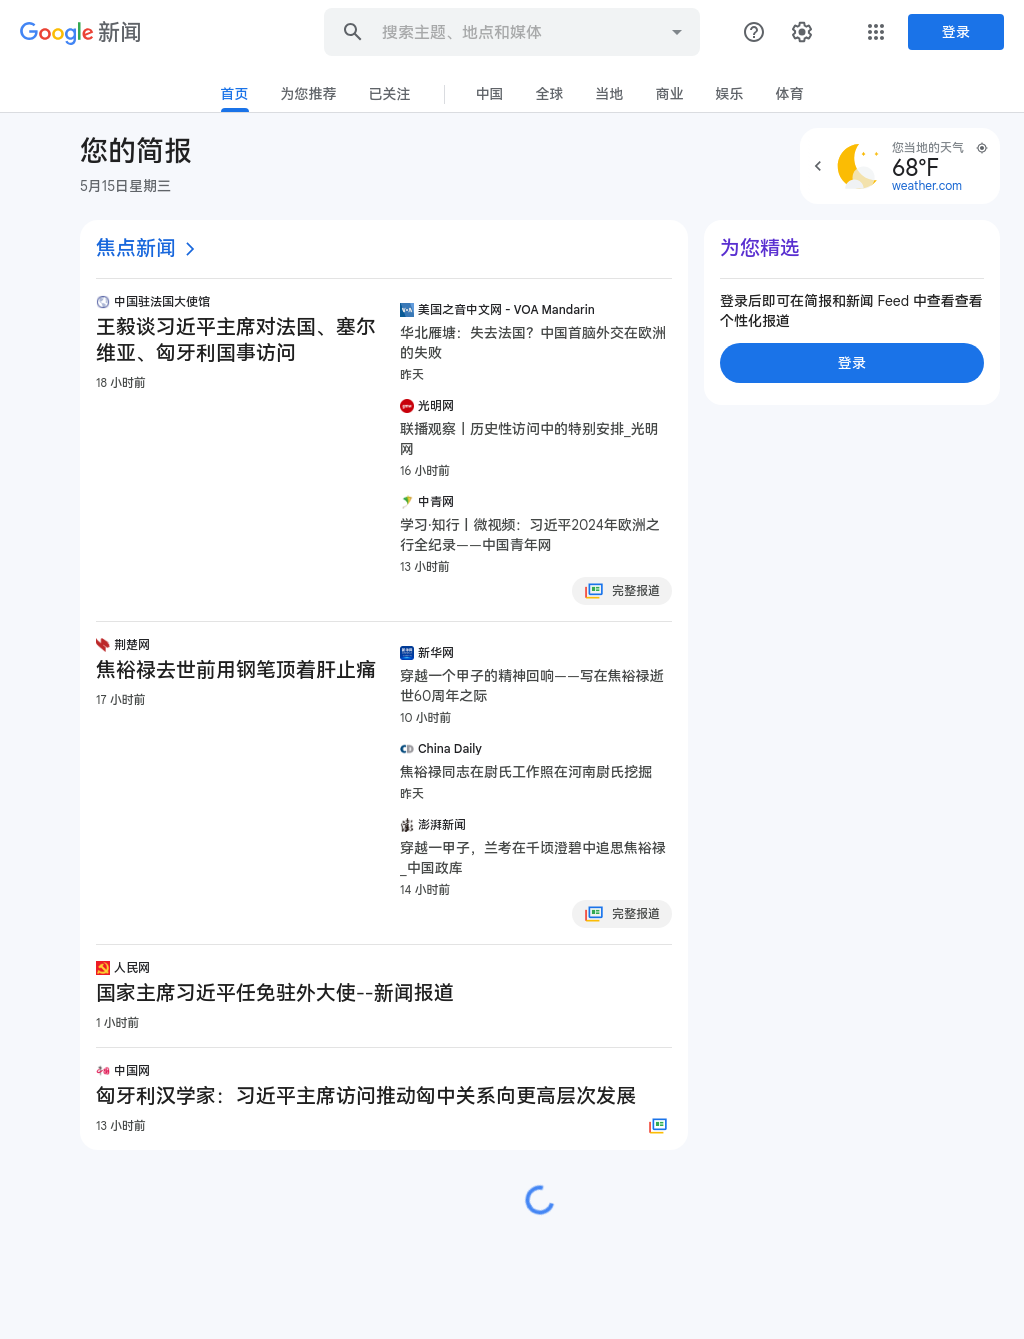 Google 新闻
搜索主题、地点和媒体
登录
首页 为您推荐 已关注 中国 全球 当地 商业 娱乐 体育
您的简报
5月15日星期三
您当地的天气
68°F
weather.com
焦点新闻
中国驻法国大使馆
王毅谈习近平主席对法国、塞尔
维亚、匈牙利国事访问
18 小时前
美国之音中文网 - VOA Mandarin
华北雁塘：失去法国？中国首脑外交在欧洲
的失败
昨天
光明网
联播观察丨历史性访问中的特别安排_光明
网
16 小时前
中青网
学习·知行丨微视频：习近平2024年欧洲之
行全纪录——中国青年网
13 小时前
完整报道
荆楚网
焦裕禄去世前用钢笔顶着肝止痛
17 小时前
新华网
穿越一个甲子的精神回响——写在焦裕禄逝
世60周年之际
10 小时前
China Daily
焦裕禄同志在尉氏工作照在河南尉氏挖掘
昨天
澎湃新闻
穿越一甲子，兰考在千顷澄碧中追思焦裕禄
_中国政库
14 小时前
完整报道
人民网
国家主席习近平任免驻外大使--新闻报道
1 小时前
中国网
匈牙利汉学家：习近平主席访问推动匈中关系向更高层次发展
13 小时前
为您精选
登录后即可在简报和新闻 Feed 中查看查看
个性化报道
登录